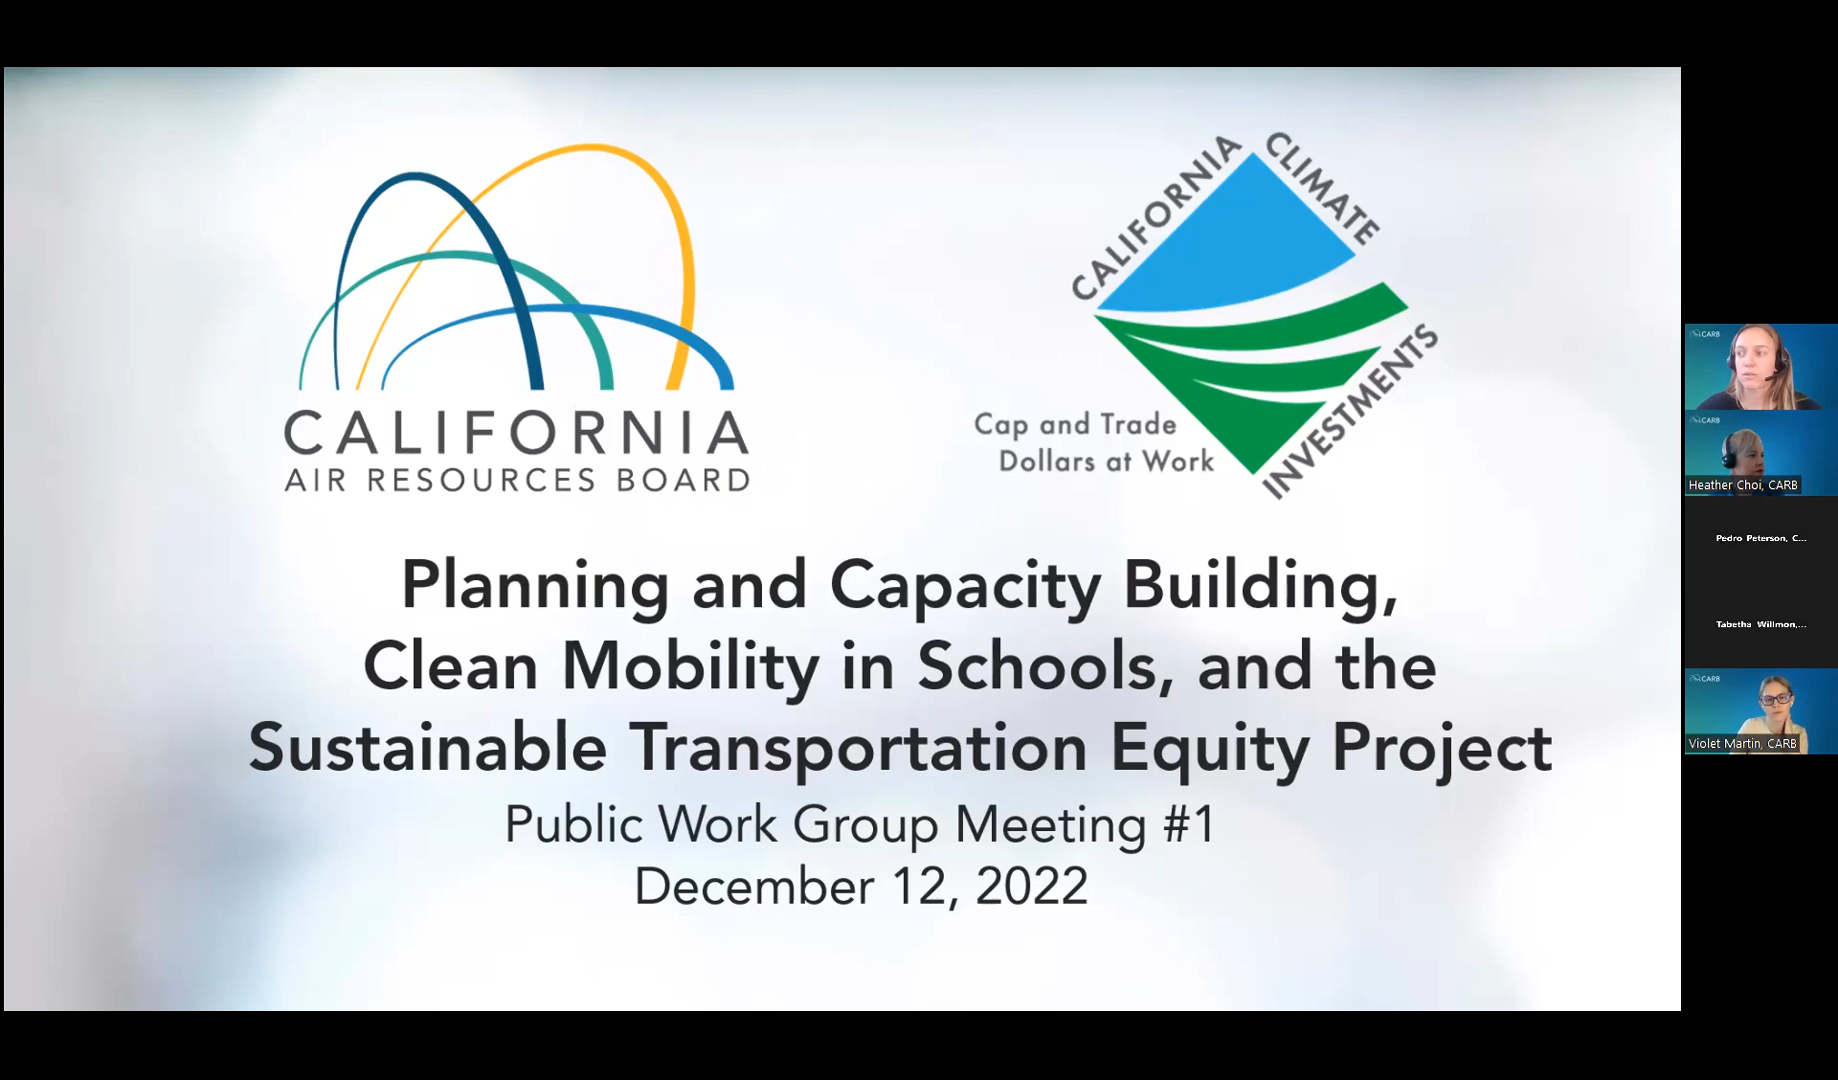 CALIFORNIA
AIR RESOURCES BOARD
CALIFORNIA
CLIMATE
INVESTMENTS
Cap and Trade
Dollars at Work
Planning and Capacity Building,
Clean Mobility in Schools, and the
Sustainable Transportation Equity Project
Public Work Group Meeting #1
December 12, 2022
CARB
CARB
Heather Choi, CARB
Pedro Peterson, C...
Tabetha Willmon,...
CARB
Violet Martin, CARB